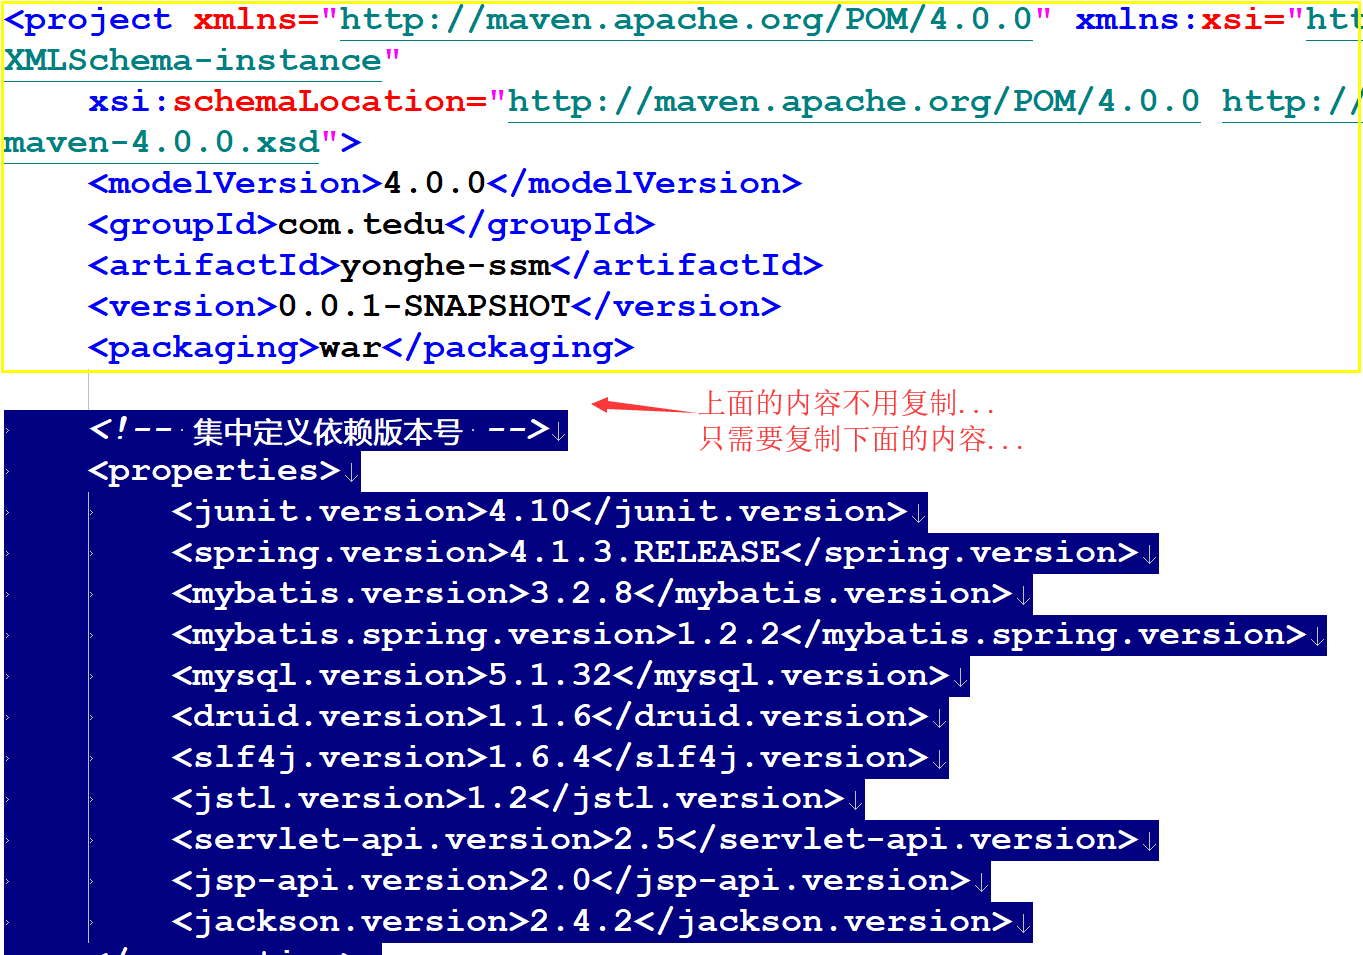 <project xmlns="http://maven.apache.org/POM/4.0.0" xmlns:xsi="htt
XMLSchema-instance"
xsi:schemaLocation="http://maven.apache.org/POM/4.0.0 http://
maven-4.0.0.xsd">
<modelVersion>4.0.0</modelVersion>
<groupId>com.tedu</groupId>
<artifactId>yonghe-ssm</artifactId>
<version>0.0.1-SNAPSHOT</version>
<packaging>war</packaging>
上面的内容不用复制...
只需要复制下面的内容...
<!-- 集中定义依赖版本号 -->
<properties>
<junit.version>4.10</junit.version>
<spring.version>4.1.3.RELEASE</spring.version>
<mybatis.version>3.2.8</mybatis.version>
<mybatis.spring.version>1.2.2</mybatis.spring.version>
<mysql.version>5.1.32</mysql.version>
<druid.version>1.1.6</druid.version>
<slf4j.version>1.6.4</slf4j.version>
<jstl.version>1.2</jstl.version>
<servlet-api.version>2.5</servlet-api.version>
<jsp-api.version>2.0</jsp-api.version>
<jackson.version>2.4.2</jackson.version>